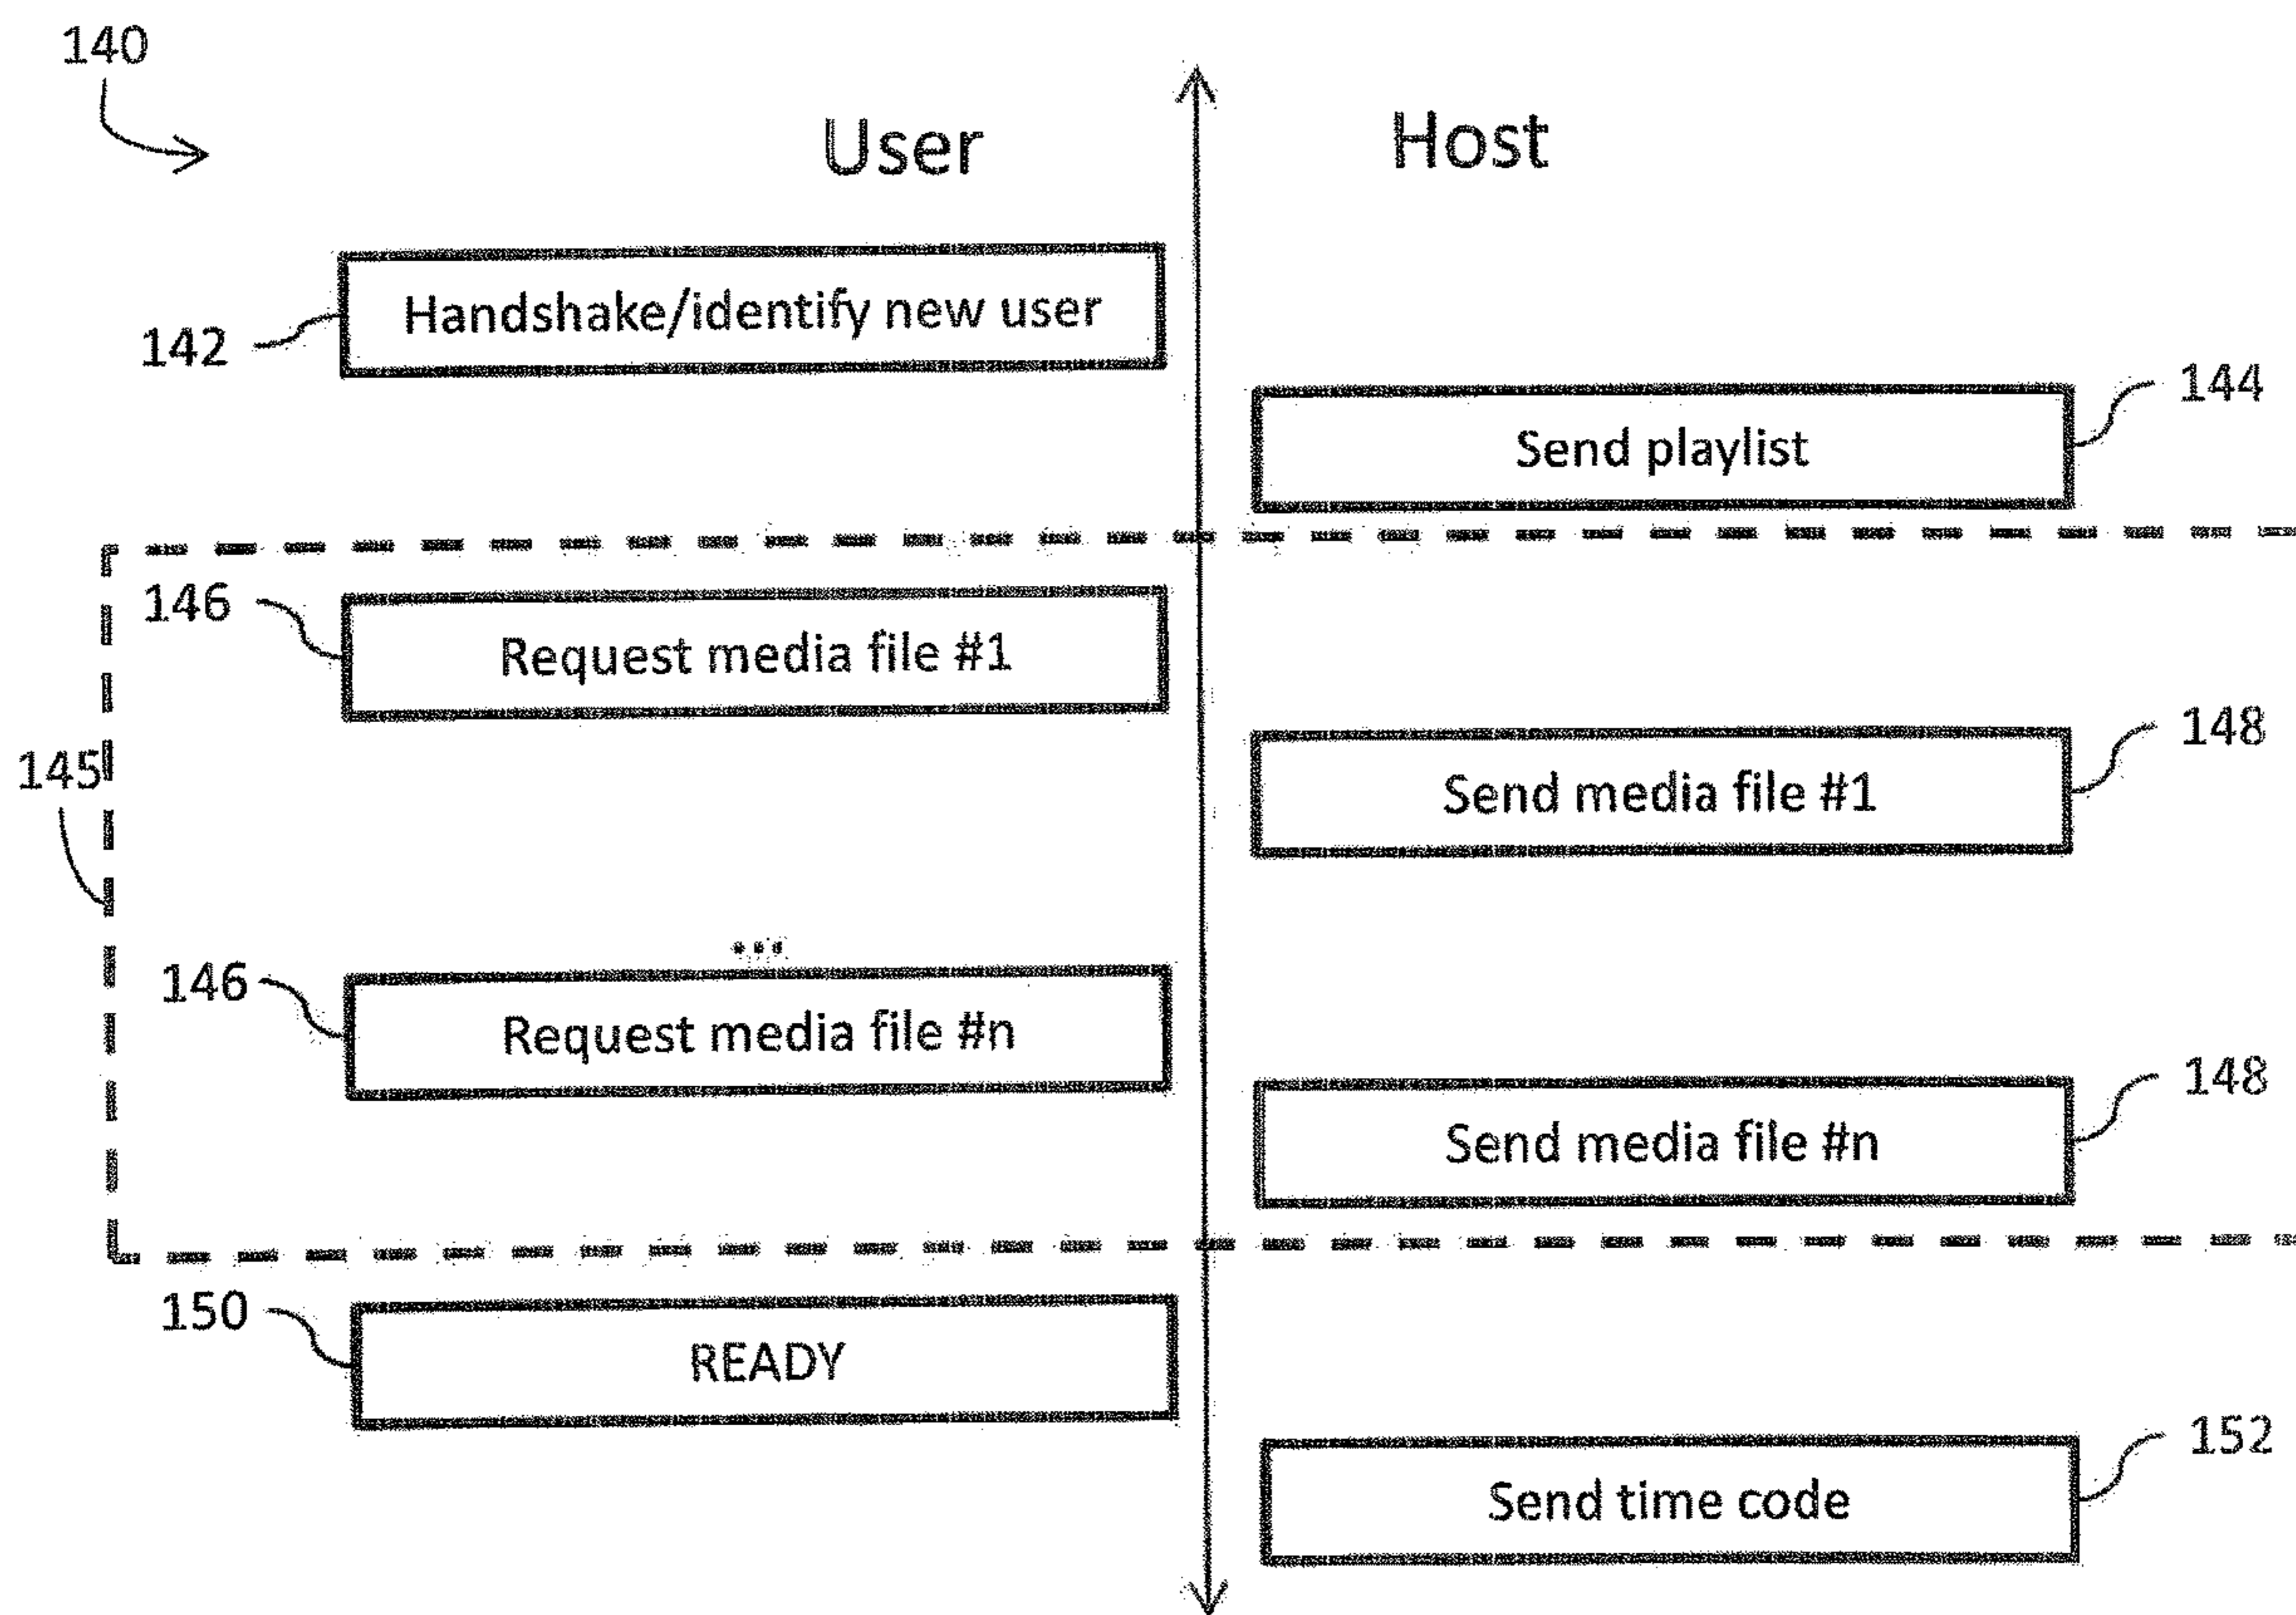 140
User
Host
Handshake/identify new user
142
144
Send playlist
146
Request media file #1
148
Send media file #1
145
...
146
Request media file #n
148
Send media file #n
150
READY
152
Send time code